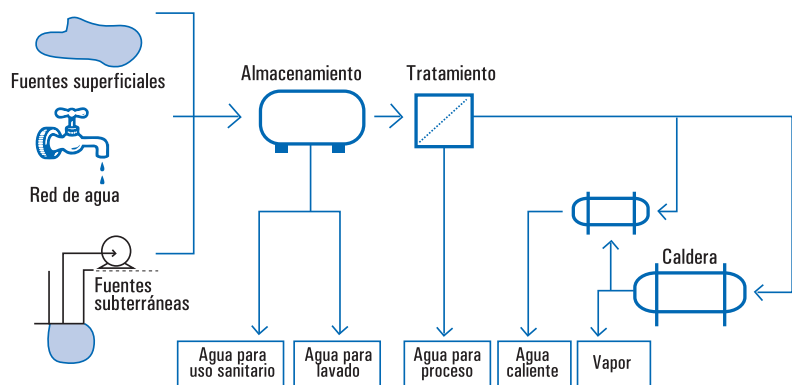 Fuentes superficiales
Red de agua
Fuentes
subterráneas
Almacenamiento
Tratamiento
Caldera
Agua para
uso sanitario
Agua para
lavado
Agua para
proceso
Agua
caliente
Vapor